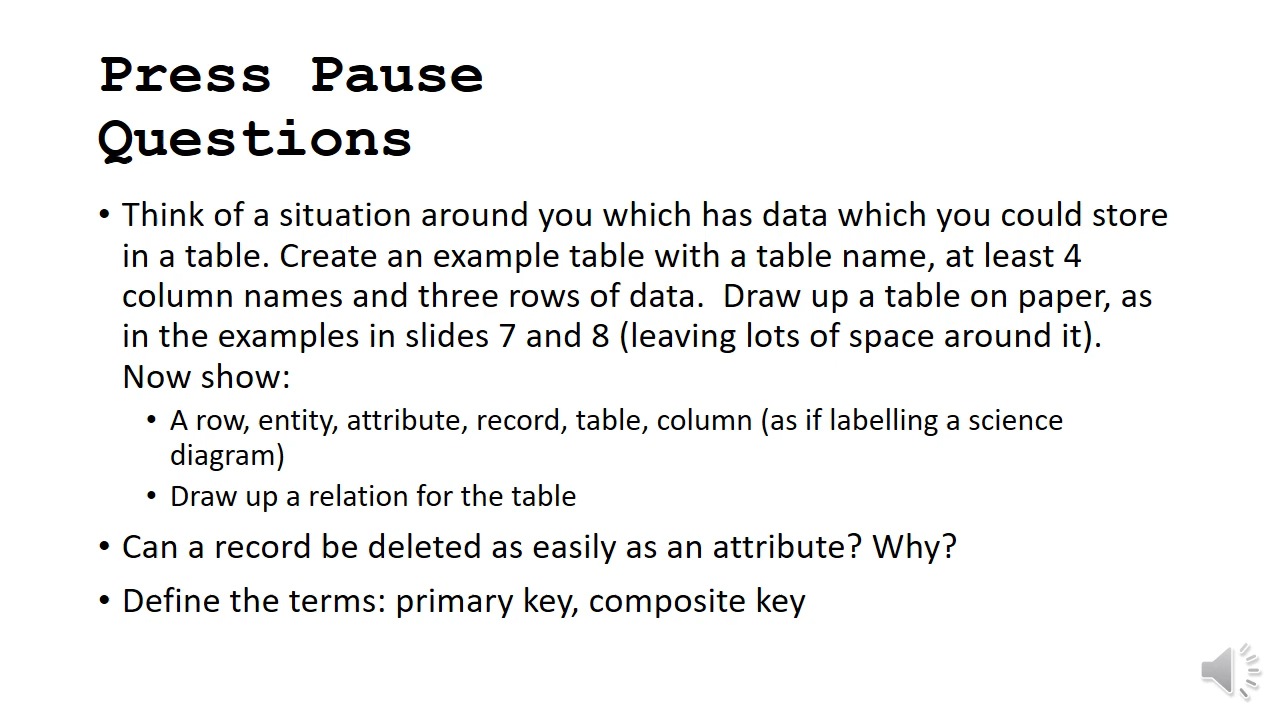 Press Pause
Questions
• Think of a situation around you which has data which you could store
in a table. Create an example table with a table name, at least 4
column names and three rows of data.  Draw up a table on paper, as
in the examples in slides 7 and 8 (leaving lots of space around it).
Now show:
• A row, entity, attribute, record, table, column (as if labelling a science
diagram)
• Draw up a relation for the table
• Can a record be deleted as easily as an attribute? Why?
• Define the terms: primary key, composite key